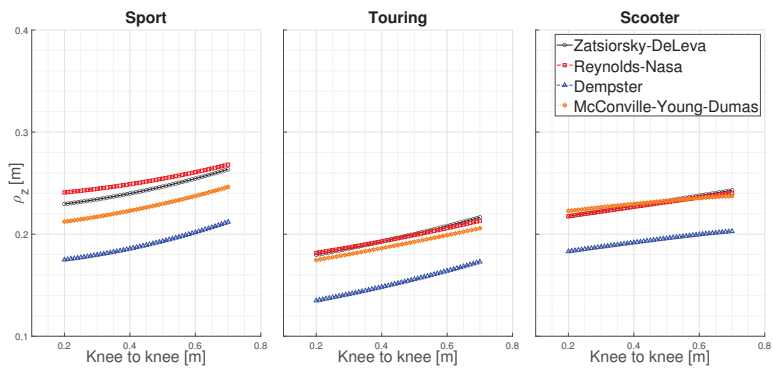 Sport Touring Scooter
0.4
0.3
0.2
0.1
ρz [m]
Zatsiorsky-DeLeva
Reynolds-Nasa
Dempster
McConville-Young-Dumas
0.2 0.4 0.6 0.8 0.2 0.4 0.6 0.8 0.2 0.4 0.6 0.8
Knee to knee [m] Knee to knee [m] Knee to knee [m]